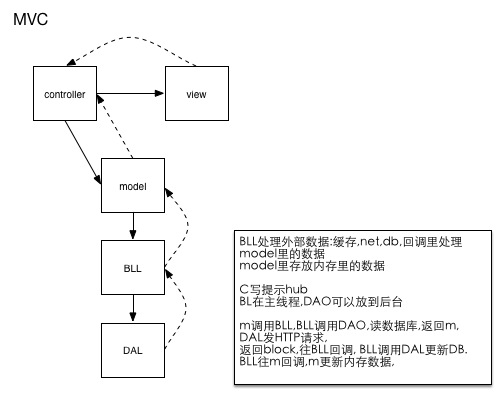 MVC
controller
view
model
BLL
DAL
BLL处理外部数据:缓存,net,db,回调里处理
model里的数据
model里存放内存里的数据
C写提示hub
BL在主线程,DAO可以放到后台
m调用BLL,BLL调用DAO,读数据库.返回m,
DAL发HTTP请求,
返回block,往BLL回调, BLL调用DAL更新DB.
BLL往m回调,m更新内存数据,